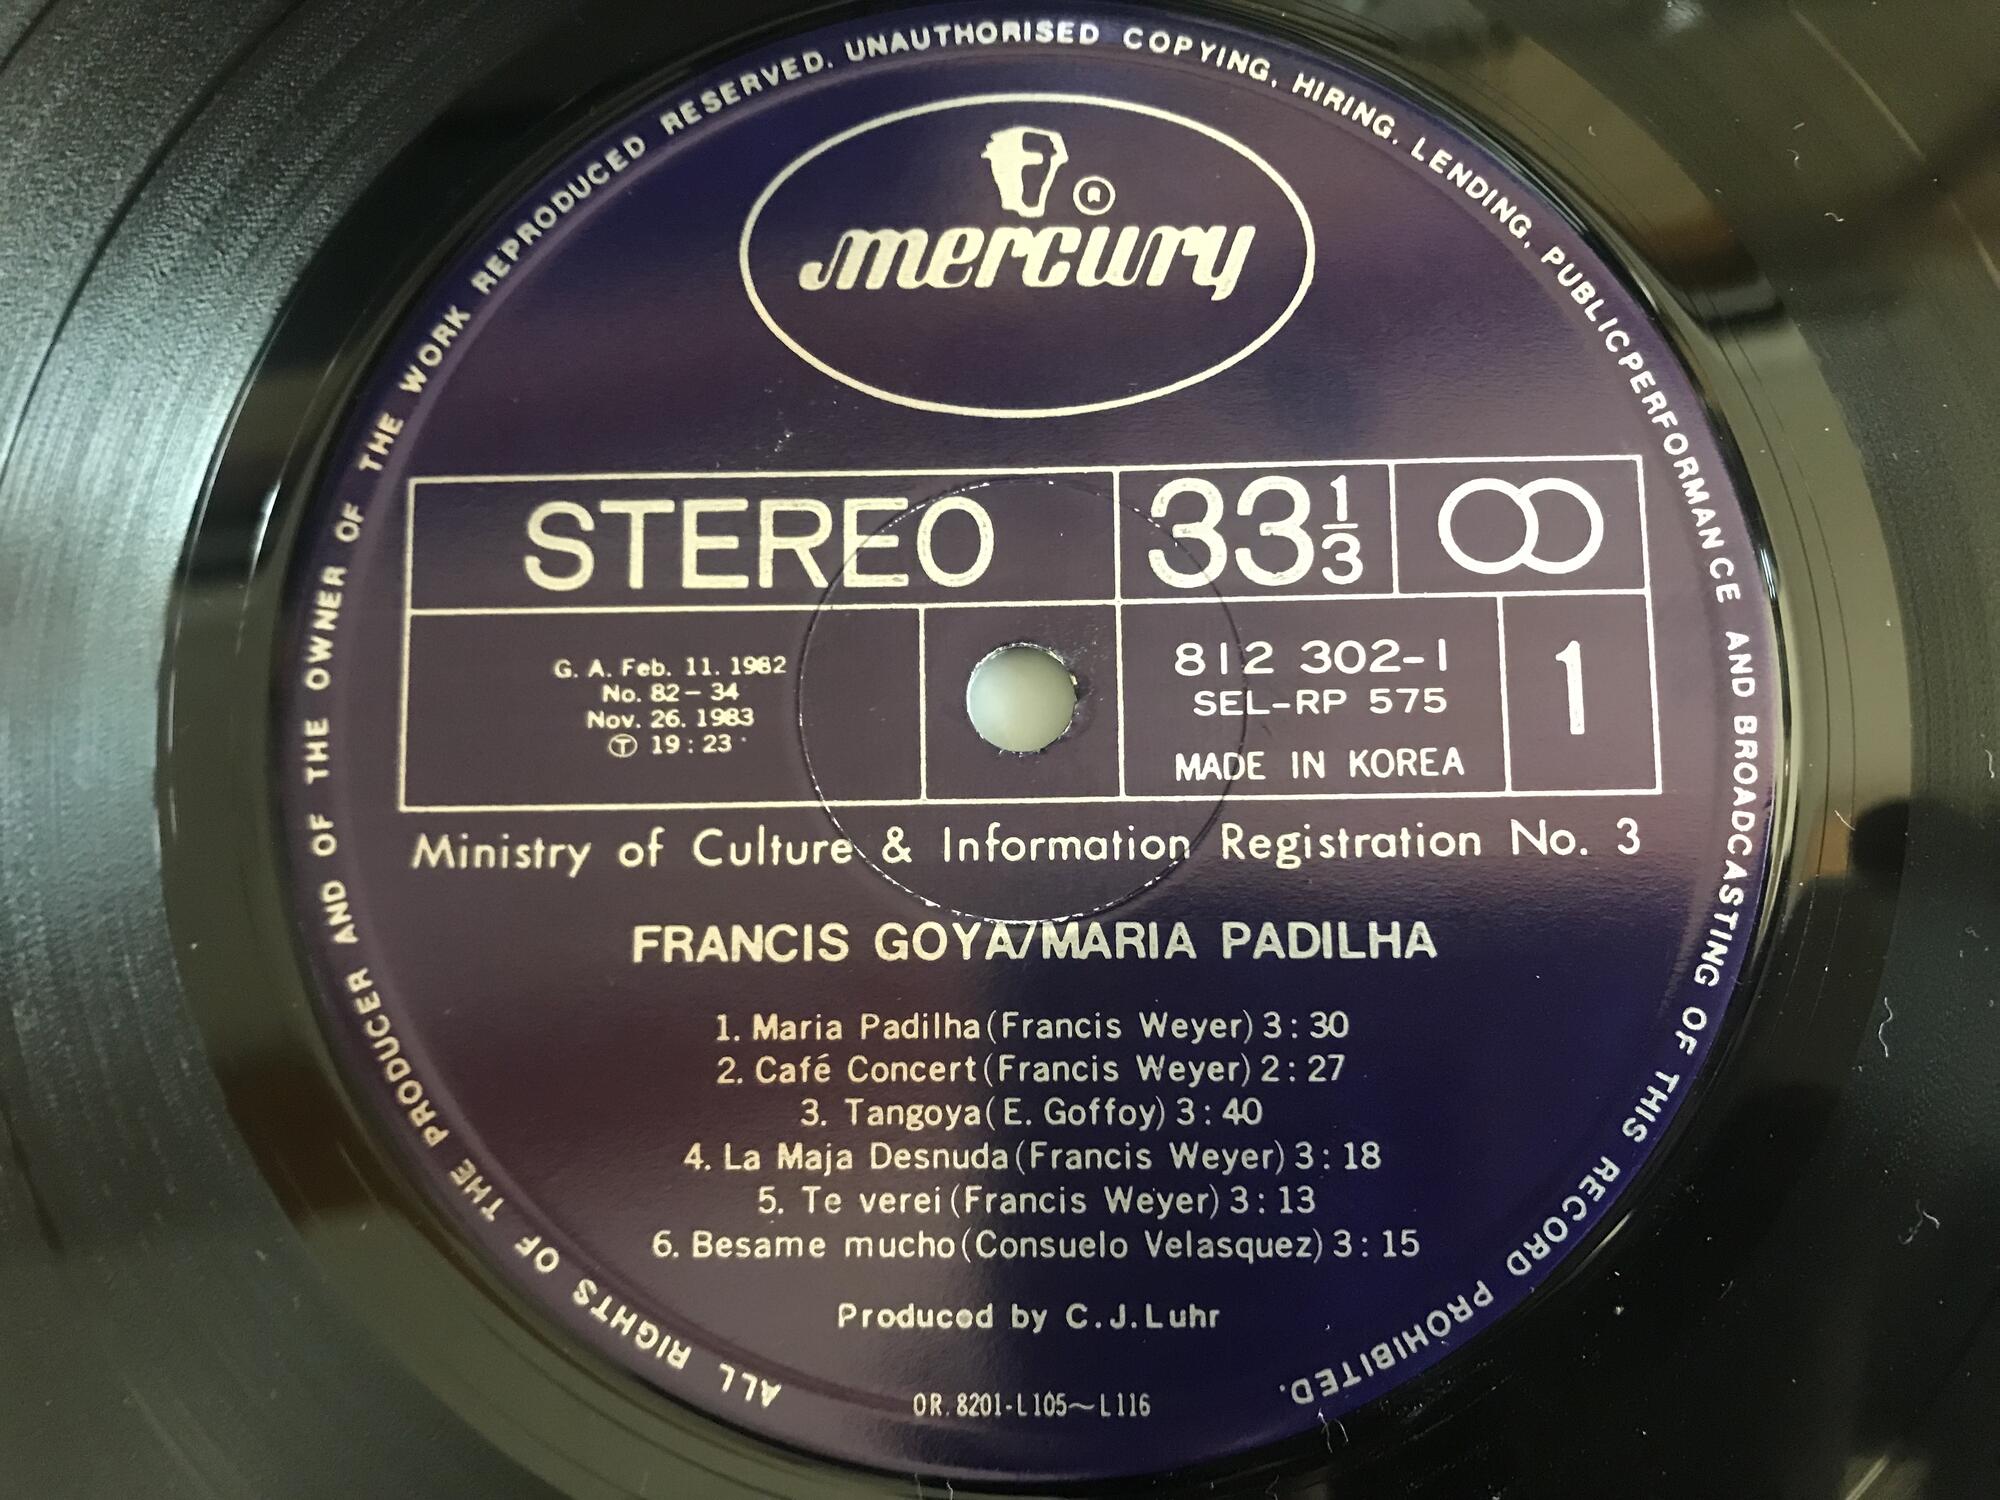 ALL RIGHTS OF THE PRODUCER AND OF THE OWNER OF THE WORK REPRODUCED RESERVED. UNAUTHORISED COPYING, HIRING, LENDING, PUBLICPERFORMANCE AND BROADCASTING OF THIS RECORD PROHIBITED.
mercury ®
STEREO
33 1/3
G. A. Feb. 11. 1982
No. 82-34
Nov. 26. 1983
Ⓣ 19:23
812 302-1
SEL-RP 575
MADE IN KOREA
1
Ministry of Culture & Information Registration No. 3
FRANCIS GOYA/MARIA PADILHA
1. Maria Padilha (Francis Weyer) 3:30
2. Café Concert (Francis Weyer) 2:27
3. Tangoya (E. Goffoy) 3:40
4. La Maja Desnuda (Francis Weyer) 3:18
5. Te verei (Francis Weyer) 3:13
6. Besame mucho (Consuelo Velasquez) 3:15
Produced by C.J.Luhr
OR. 8201-L105~L116